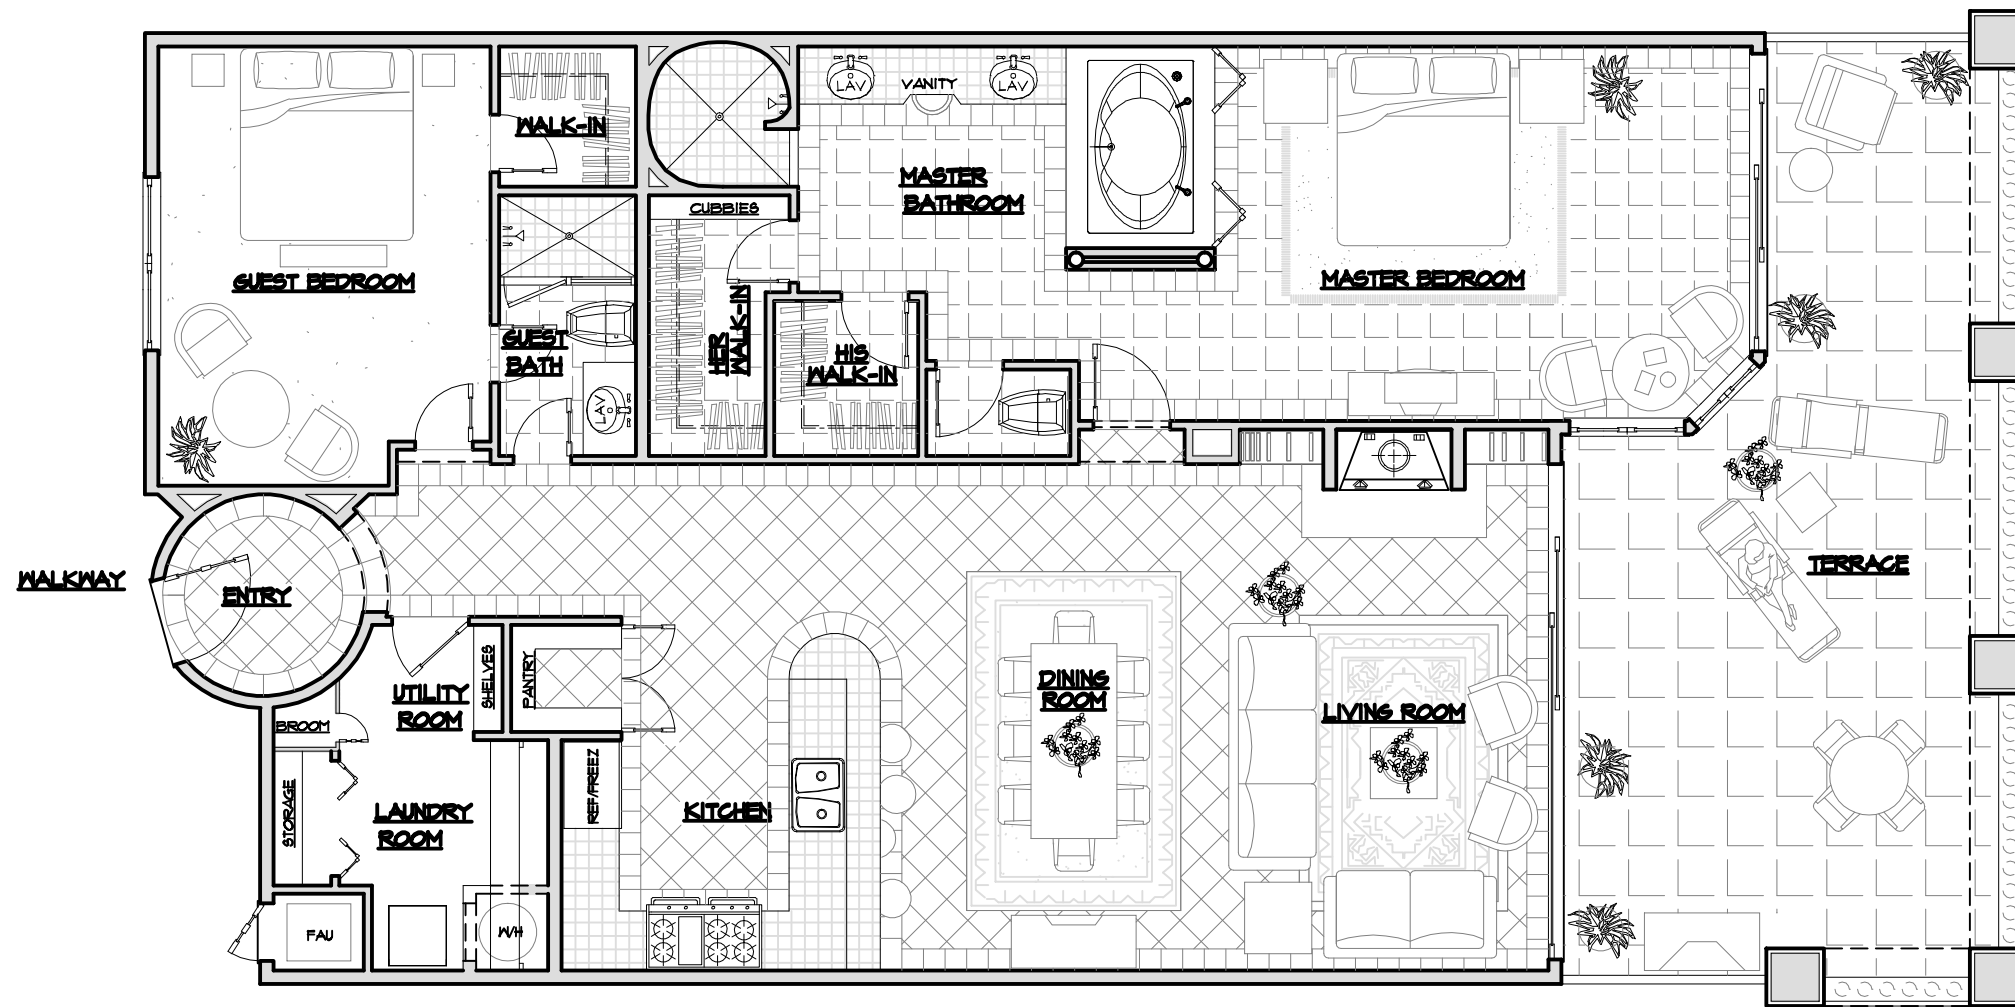 LAV
VANITY
LAV
WALK-IN
MASTER
BATHROOM
CUBBIES
GUEST BEDROOM
MASTER BEDROOM
GUEST
BATH
HER
WALK-IN
HIS
WALK-IN
LAV
WALKWAY
ENTRY
TERRACE
UTILITY
ROOM
SHELVES
PANTRY
DINING
ROOM
LIVING ROOM
BROOM
STORAGE
LAUNDRY
ROOM
REF/FREEZ
KITCHEN
FAU
W/H